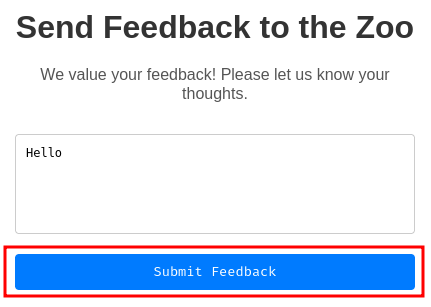 Send Feedback to the Zoo
We value your feedback! Please let us know your
thoughts.
Hello
Submit Feedback